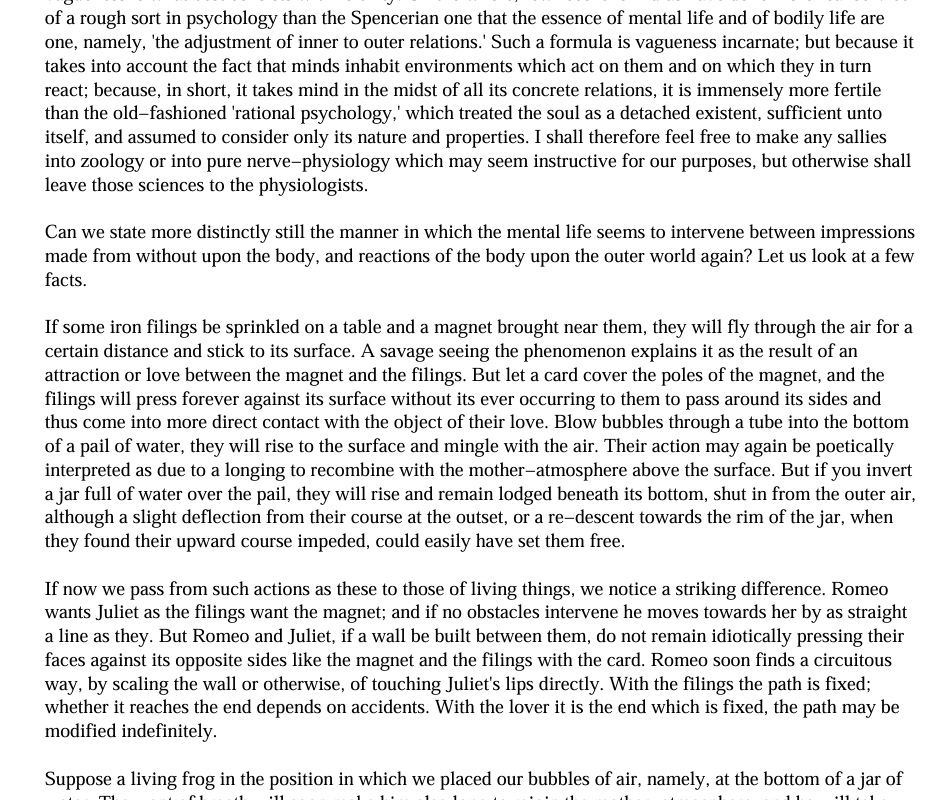 of a rough sort in psychology than the Spencerian one that the essence of mental life and of bodily life are
one, namely, 'the adjustment of inner to outer relations.' Such a formula is vagueness incarnate; but because it
takes into account the fact that minds inhabit environments which act on them and on which they in turn
react; because, in short, it takes mind in the midst of all its concrete relations, it is immensely more fertile
than the old−fashioned 'rational psychology,' which treated the soul as a detached existent, sufficient unto
itself, and assumed to consider only its nature and properties. I shall therefore feel free to make any sallies
into zoology or into pure nerve−physiology which may seem instructive for our purposes, but otherwise shall
leave those sciences to the physiologists.

Can we state more distinctly still the manner in which the mental life seems to intervene between impressions
made from without upon the body, and reactions of the body upon the outer world again? Let us look at a few
facts.

If some iron filings be sprinkled on a table and a magnet brought near them, they will fly through the air for a
certain distance and stick to its surface. A savage seeing the phenomenon explains it as the result of an
attraction or love between the magnet and the filings. But let a card cover the poles of the magnet, and the
filings will press forever against its surface without its ever occurring to them to pass around its sides and
thus come into more direct contact with the object of their love. Blow bubbles through a tube into the bottom
of a pail of water, they will rise to the surface and mingle with the air. Their action may again be poetically
interpreted as due to a longing to recombine with the mother−atmosphere above the surface. But if you invert
a jar full of water over the pail, they will rise and remain lodged beneath its bottom, shut in from the outer air,
although a slight deflection from their course at the outset, or a re−descent towards the rim of the jar, when
they found their upward course impeded, could easily have set them free.

If now we pass from such actions as these to those of living things, we notice a striking difference. Romeo
wants Juliet as the filings want the magnet; and if no obstacles intervene he moves towards her by as straight
a line as they. But Romeo and Juliet, if a wall be built between them, do not remain idiotically pressing their
faces against its opposite sides like the magnet and the filings with the card. Romeo soon finds a circuitous
way, by scaling the wall or otherwise, of touching Juliet's lips directly. With the filings the path is fixed;
whether it reaches the end depends on accidents. With the lover it is the end which is fixed, the path may be
modified indefinitely.

Suppose a living frog in the position in which we placed our bubbles of air, namely, at the bottom of a jar of